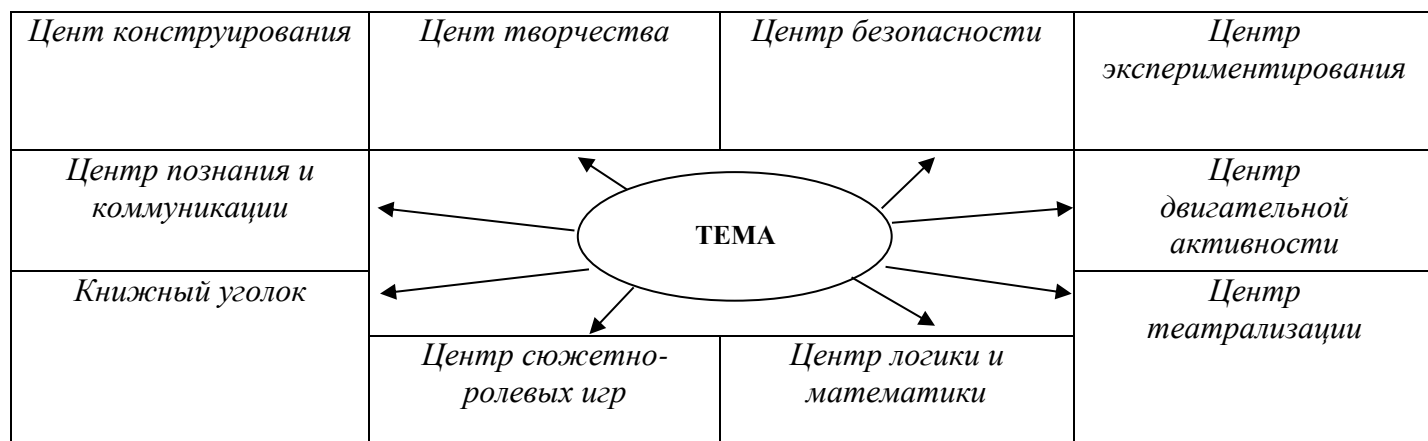 Цент конструирования
Цент творчества
Центр безопасности
Центр
экспериментирования
Центр познания и
коммуникации
ТЕМА
Центр
двигательной
активности
Книжный уголок
Центр
театрализации
Центр сюжетно-
ролевых игр
Центр логики и
математики